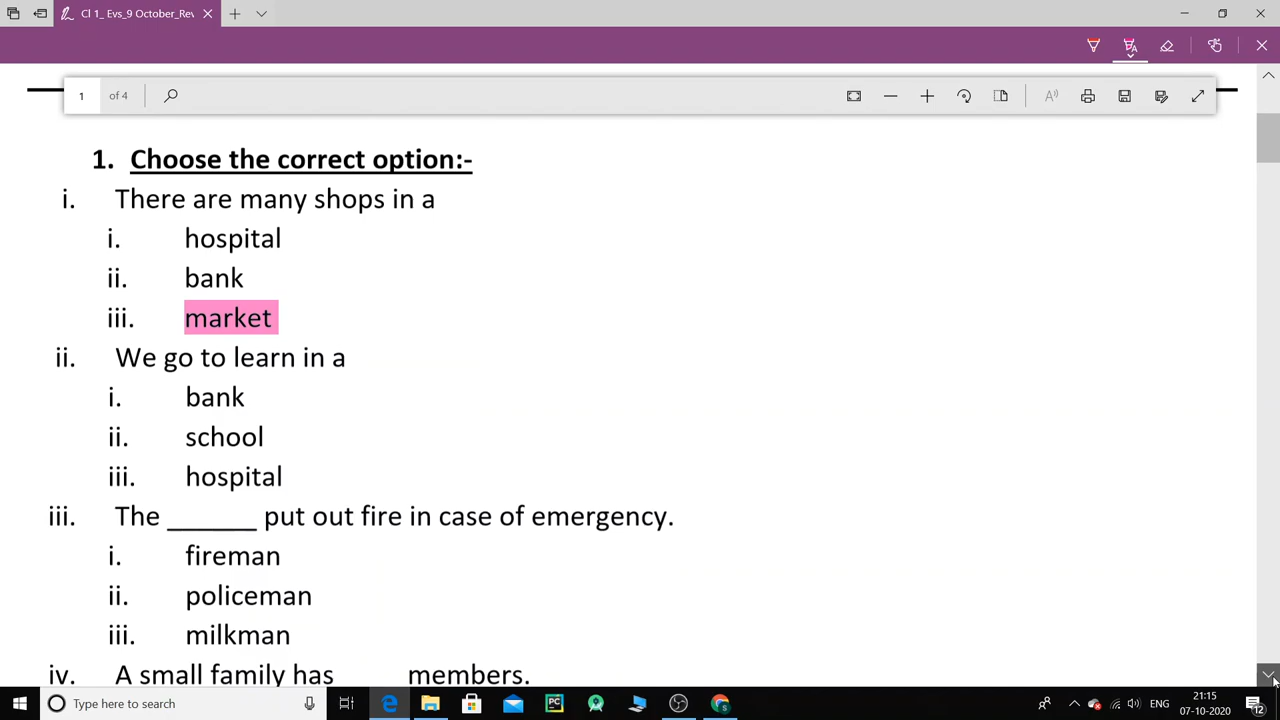 Cl 1_ Evs_9 October_Rev
1 of 4
1. Choose the correct option:-
i. There are many shops in a
i. hospital
ii. bank
iii. market
ii. We go to learn in a
i. bank
ii. school
iii. hospital
iii. The ______ put out fire in case of emergency.
i. fireman
ii. policeman
iii. milkman
iv. A small family has members.
Type here to search
PC
S
ENG
21:15
07-10-2020
12